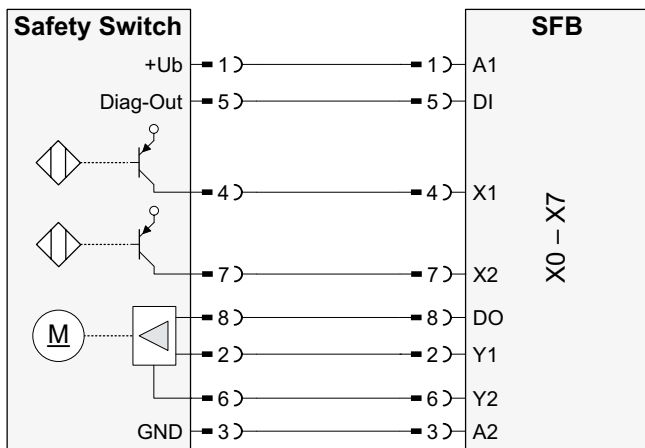 Safety Switch SFB
+Ub 1 1 A1
Diag-Out 5 5 DI
4 4 X1
X0 – X7
7 7 X2
8 8 DO
M
2 2 Y1
6 6 Y2
GND 3 3 A2